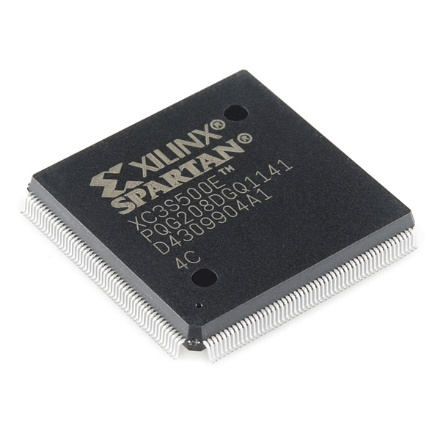 XILINX®
SPARTAN®
XC3S500E™
PQG208DGQ1141
D4309904A1
4C